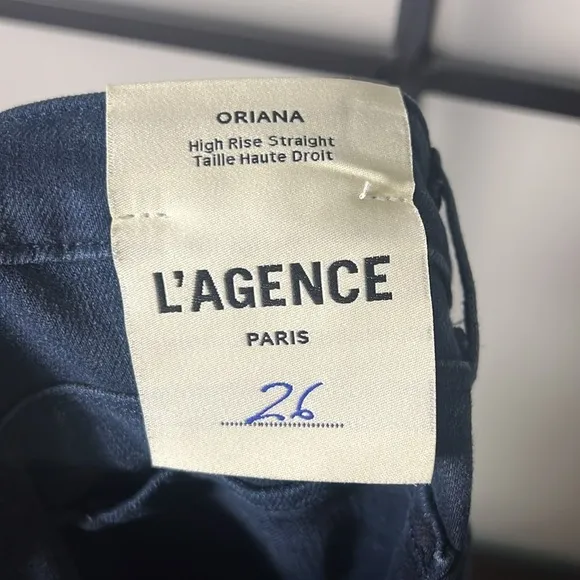 ORIANA
High Rise Straight
Taille Haute Droit
L'AGENCE
PARIS
26